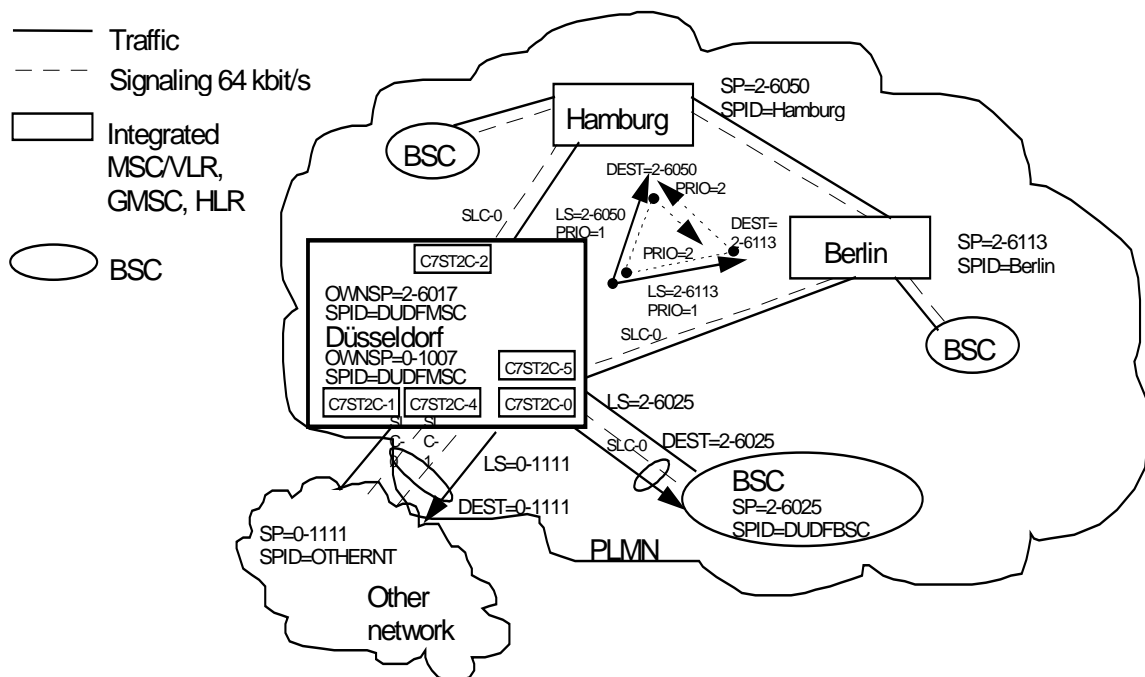 Traffic
Signaling 64 kbit/s
Integrated
MSC/VLR,
GMSC, HLR
BSC
Hamburg
SP=2-6050
SPID=Hamburg
BSC
DEST=2-6050
PRIO=2
SLC-0
LS=2-6050
PRIO=1
DEST=
2-6113
PRIO=2
LS=2-6113
PRIO=1
Berlin
SP=2-6113
SPID=Berlin
BSC
SLC-0
C7ST2C-2
OWNSP=2-6017
SPID=DUDFMSC
Düsseldorf
OWNSP=0-1007
SPID=DUDFMSC
C7ST2C-5
C7ST2C-1
C7ST2C-4
C7ST2C-0
LS=2-6025
SLC-0
DEST=2-6025
SLC-0
SLC-1
LS=0-1111
DEST=0-1111
BSC
SP=2-6025
SPID=DUDFBSC
SP=0-1111
SPID=OTHERNT
PLMN
Other
network